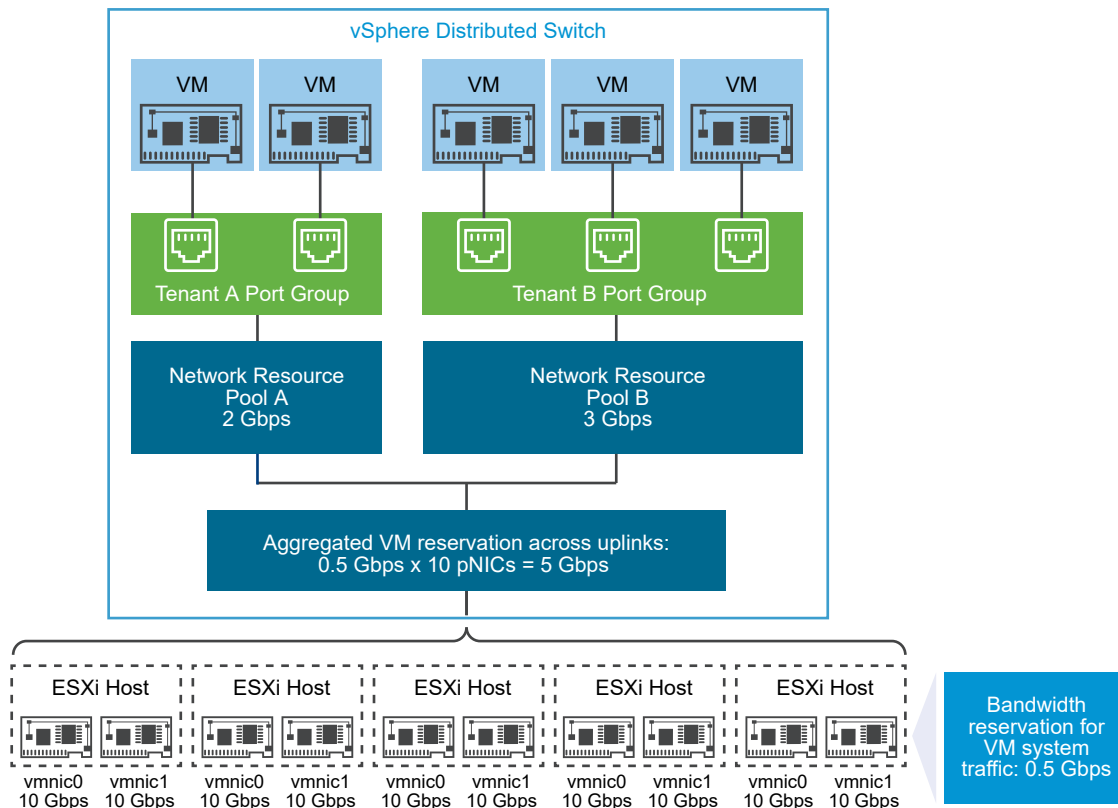 vSphere Distributed Switch
VM
VM
VM
VM
VM
Tenant A Port Group
Tenant B Port Group
Network Resource
Pool A
2 Gbps
Network Resource
Pool B
3 Gbps
Aggregated VM reservation across uplinks:
0.5 Gbps x 10 pNICs = 5 Gbps
ESXi Host
ESXi Host
ESXi Host
ESXi Host
ESXi Host
vmnic0
10 Gbps
vmnic1
10 Gbps
vmnic0
10 Gbps
vmnic1
10 Gbps
vmnic0
10 Gbps
vmnic1
10 Gbps
vmnic0
10 Gbps
vmnic1
10 Gbps
vmnic0
10 Gbps
vmnic1
10 Gbps
Bandwidth
reservation for
VM system
traffic: 0.5 Gbps